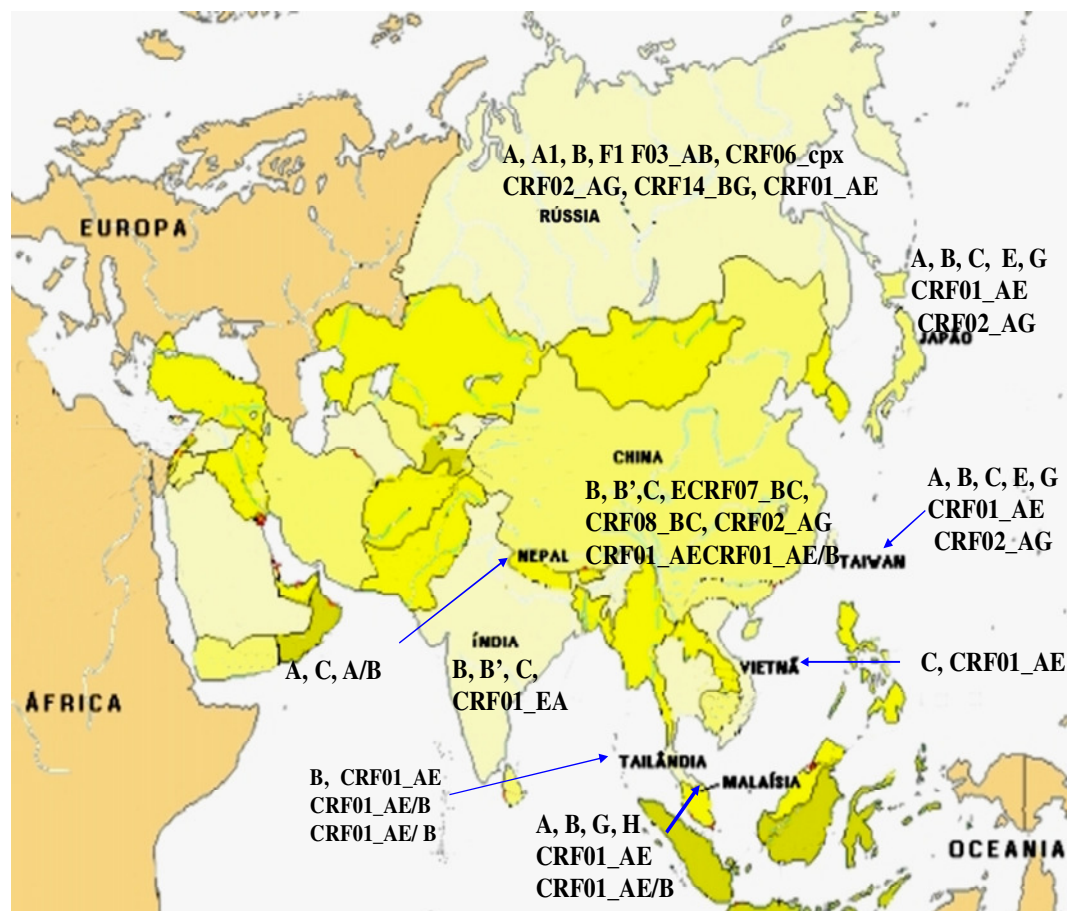 A, A1, B, F1 F03_AB, CRF06_cpx
CRF02_AG, CRF14_BG, CRF01_AE
RÚSSIA
EUROPA
A, B, C, E, G
CRF01_AE
CRF02_AG
JAPÃO
CHINA
B, B’,C, ECRF07_BC,
CRF08_BC, CRF02_AG
CRF01_AECRF01_AE/B
A, B, C, E, G
CRF01_AE
CRF02_AG
TAIWAN
NEPAL
ÍNDIA
A, C, A/B
B, B’, C,
CRF01_EA
VIETNÃ
C, CRF01_AE
ÁFRICA
TAILÂNDIA
B, CRF01_AE
CRF01_AE/B
CRF01_AE/ B
MALAÍSIA
A, B, G, H
CRF01_AE
CRF01_AE/B
OCEANIA